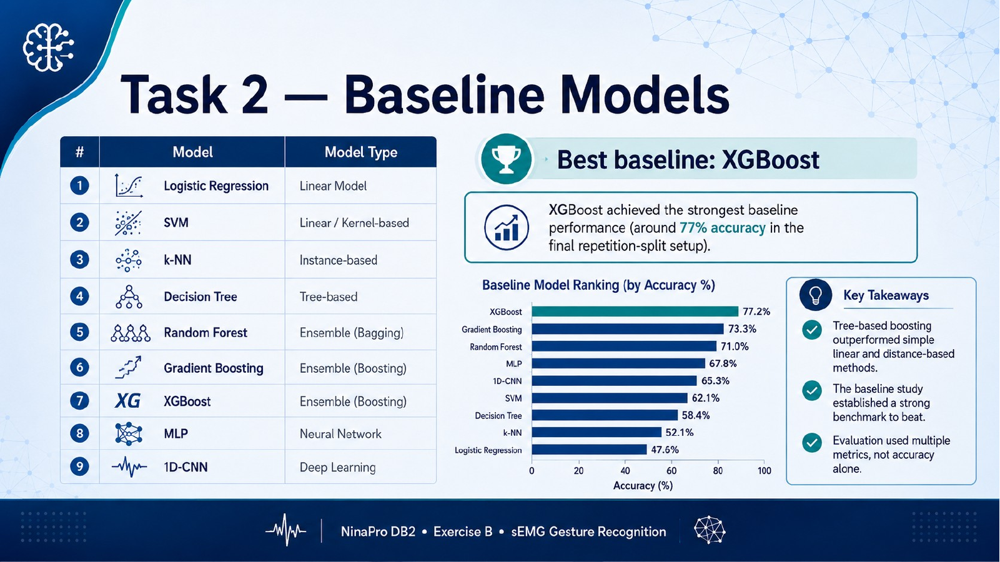 Task 2 — Baseline Models
# Model Model Type
1 Logistic Regression Linear Model
2 SVM Linear / Kernel-based
3 k-NN Instance-based
4 Decision Tree Tree-based
5 Random Forest Ensemble (Bagging)
6 Gradient Boosting Ensemble (Boosting)
7 XG XGBoost Ensemble (Boosting)
8 MLP Neural Network
9 1D-CNN Deep Learning
Best baseline: XGBoost
XGBoost achieved the strongest baseline
performance (around 77% accuracy in the
final repetition-split setup).
Baseline Model Ranking (by Accuracy %)
XGBoost 77.2%
Gradient Boosting 73.3%
Random Forest 71.0%
MLP 67.8%
1D-CNN 65.3%
SVM 62.1%
Decision Tree 58.4%
k-NN 52.1%
Logistic Regression 47.6%
0 20 40 60 80 100
Accuracy (%)
Key Takeaways
Tree-based boosting
outperformed simple
linear and distance-based
methods.
The baseline study
established a strong
benchmark to beat.
Evaluation used multiple
metrics, not accuracy
alone.
NinaPro DB2 • Exercise B • sEMG Gesture Recognition